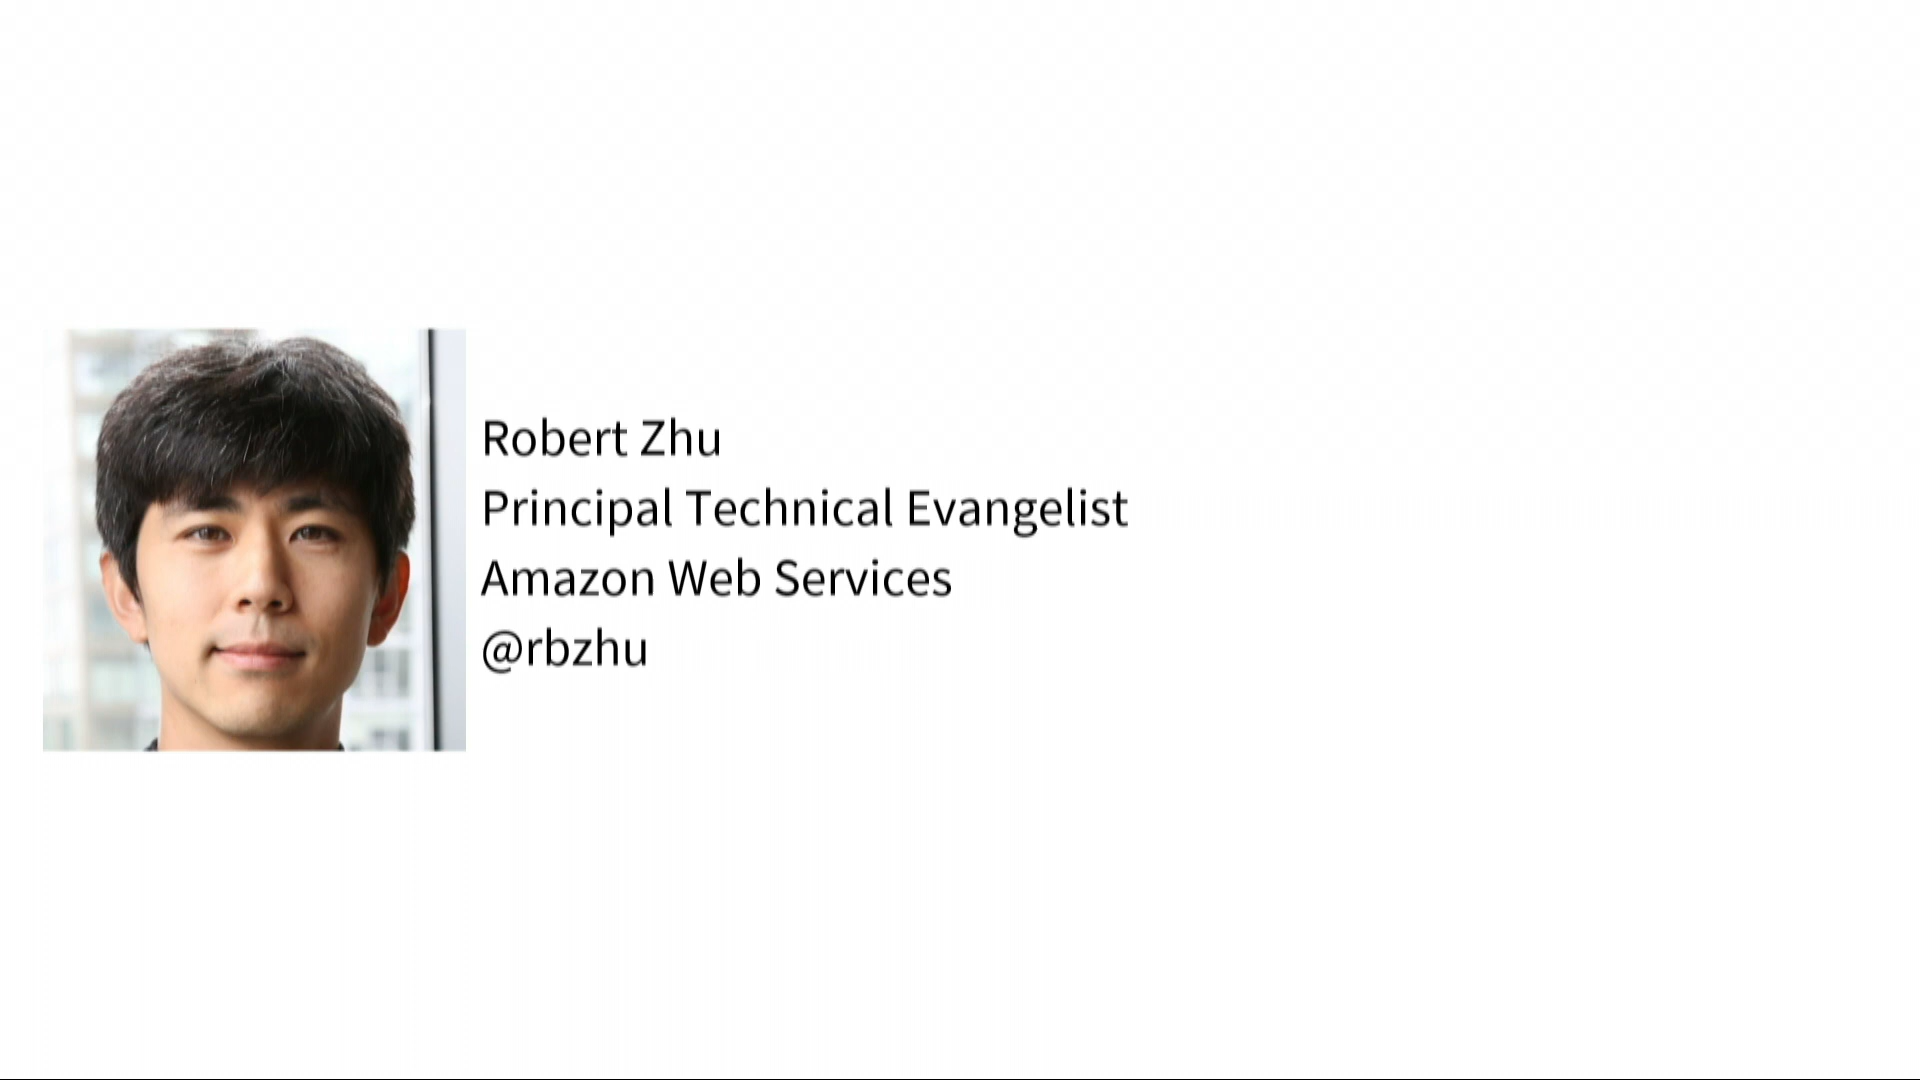 Robert Zhu
Principal Technical Evangelist
Amazon Web Services
@rbzhu